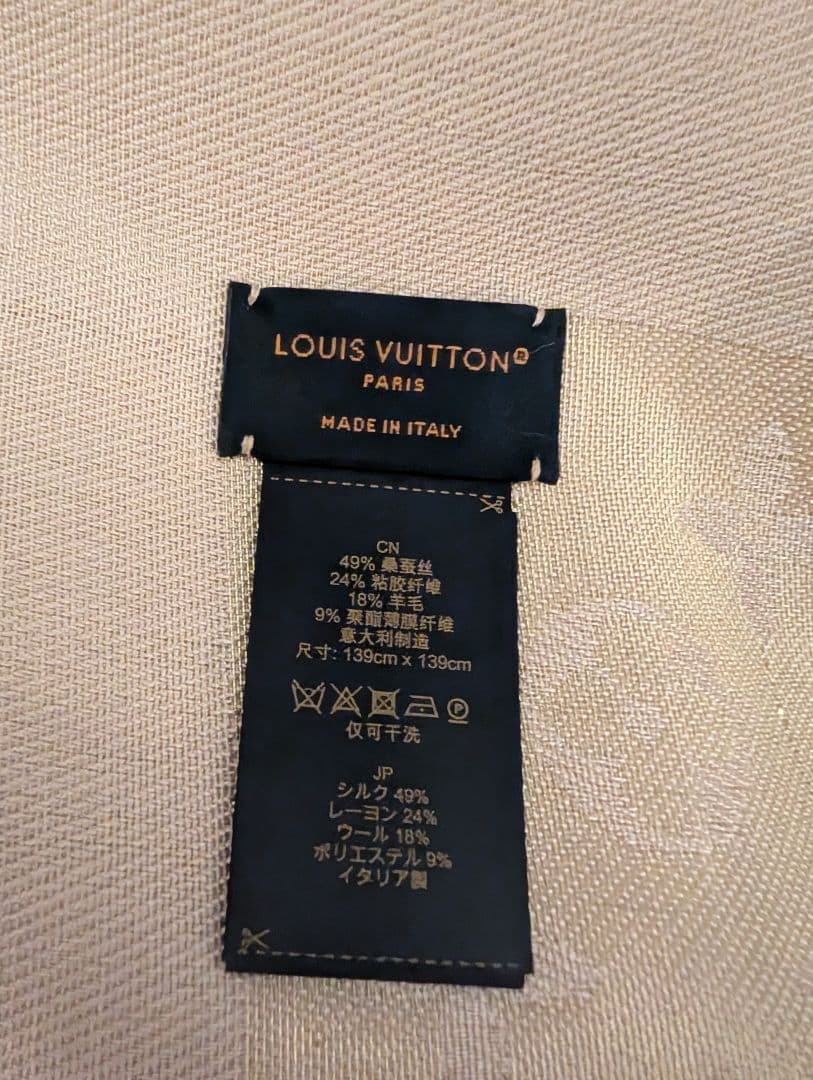 LOUIS VUITTON®
PARIS
MADE IN ITALY
CN
49% 桑蚕丝
24% 粘胶纤维
18% 羊毛
9% 聚酯薄膜纤维
意大利制造
尺寸: 139cm x 139cm
P
仅可干洗
JP
シルク 49%
レーヨン 24%
ウール 18%
ポリエステル 9%
イタリア製